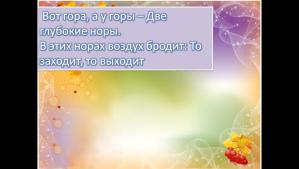 Вот гора, а у горы – Две
глубокие норы.
В этих норах воздух бродит: То
заходит, то выходит